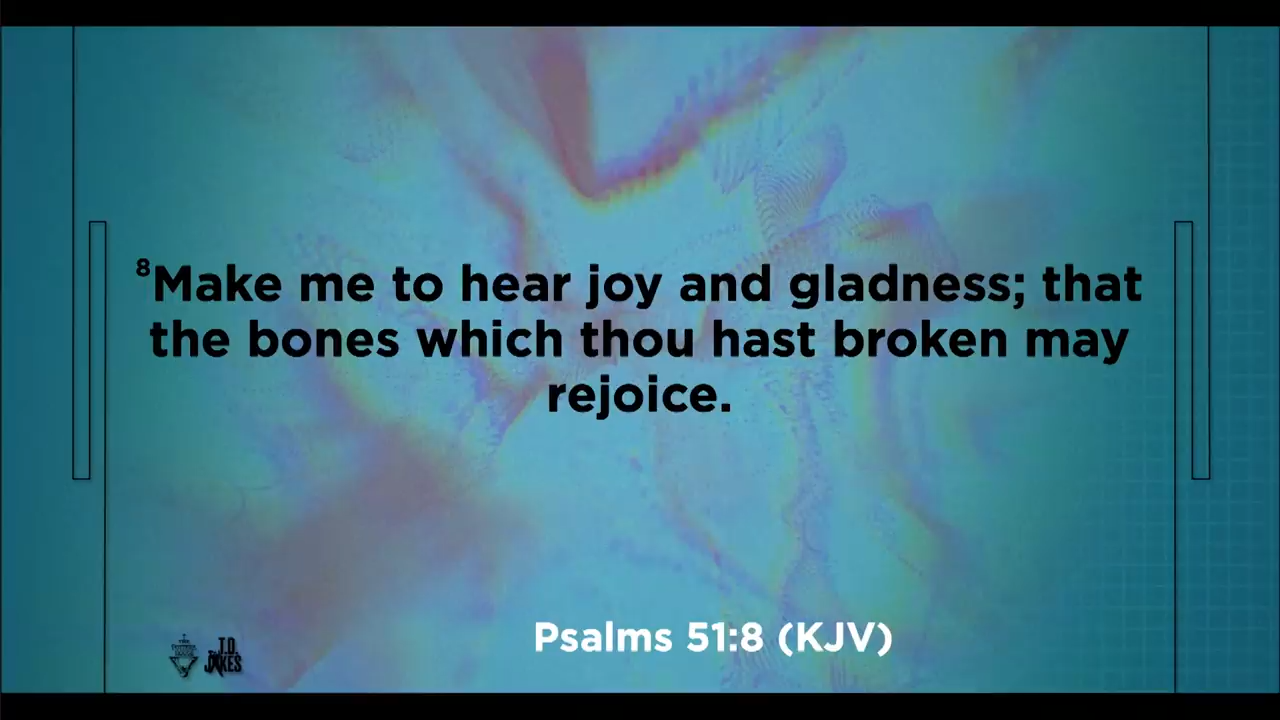 ⁸Make me to hear joy and gladness; that
the bones which thou hast broken may
rejoice.
Psalms 51:8 (KJV)
T.D.
JAKES